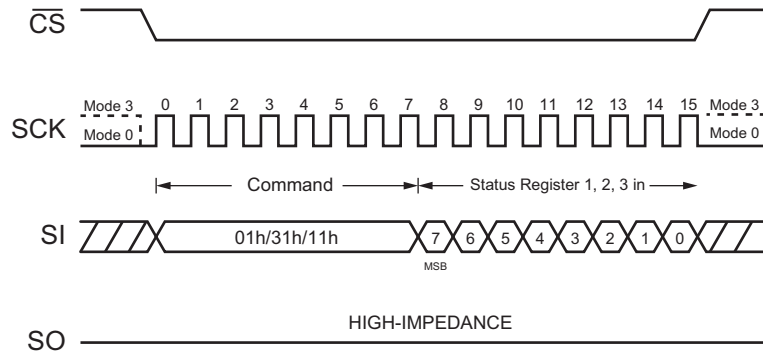 CS
0 1 2 3 4 5 6 7 8 9 10 11 12 13 14 15
Mode 3
Mode 3
SCK
Mode 0
Mode 0
Command
Status Register 1, 2, 3 in
SI
01h/31h/11h
7 6 5 4 3 2 1 0
MSB
HIGH-IMPEDANCE
SO